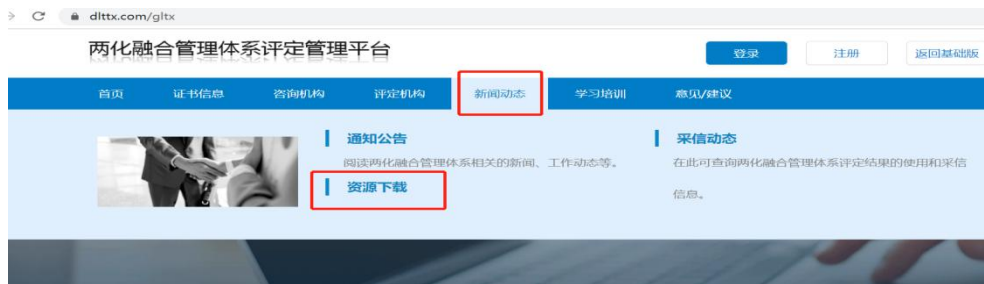 dlttx.com/gltx
两化融合管理体系评定管理平台
登录 注册 返回基础版
首页 证书信息 咨询机构 评定机构 新闻动态 学习培训 意见/建议
通知公告 采信动态
阅读两化融合管理体系相关的新闻、工作动态等。 在此可查询两化融合管理体系评定结果的使用和采信
资源下载 信息。